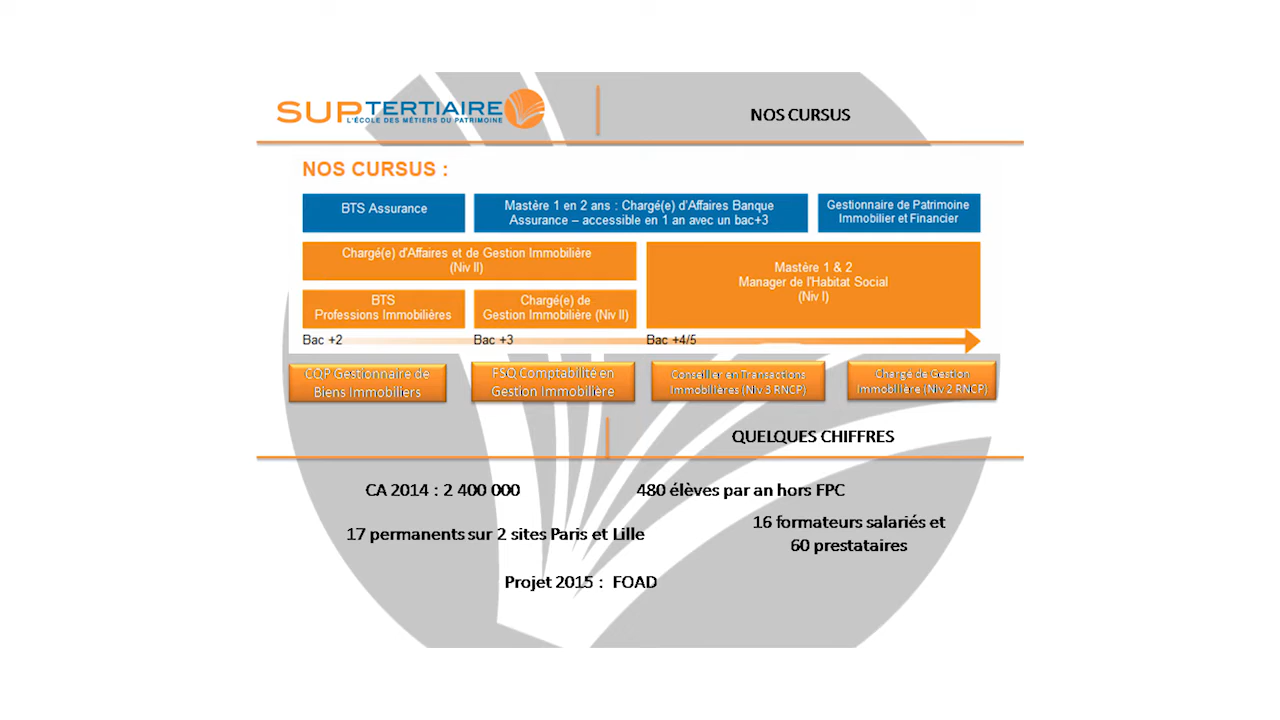 SUPTERTIAIRE
L'ÉCOLE DES MÉTIERS DU PATRIMOINE
NOS CURSUS
NOS CURSUS :
BTS Assurance
Mastère 1 en 2 ans : Chargé(e) d'Affaires Banque
Assurance – accessible en 1 an avec un bac+3
Gestionnaire de Patrimoine
Immobilier et Financier
Chargé(e) d'Affaires et de Gestion Immobilière
(Niv II)
Mastère 1 & 2
Manager de l'Habitat Social
(Niv I)
BTS
Professions Immobilières
Chargé(e) de
Gestion Immobilière (Niv II)
Bac +2
Bac +3
Bac +4/5
CQP Gestionnaire de
Biens Immobiliers
FSQ Comptabilité en
Gestion Immobilière
Conseiller en Transactions
Immobilières (Niv 3 RNCP)
Chargé de Gestion
Immobilière (Niv 2 RNCP)
QUELQUES CHIFFRES
CA 2014 : 2 400 000
480 élèves par an hors FPC
17 permanents sur 2 sites Paris et Lille
16 formateurs salariés et
60 prestataires
Projet 2015 : FOAD